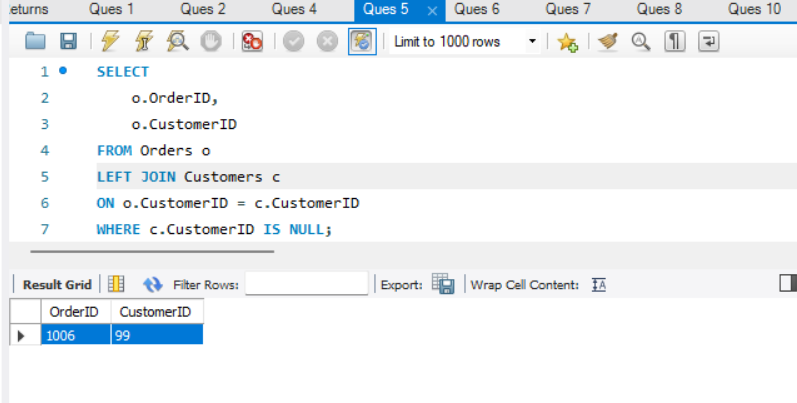 eturns Ques 1 Ques 2 Ques 4 Ques 5 × Ques 6 Ques 7 Ques 8 Ques 10
Limit to 1000 rows
1 SELECT
2 o.OrderID,
3 o.CustomerID
4 FROM Orders o
5 LEFT JOIN Customers c
6 ON o.CustomerID = c.CustomerID
7 WHERE c.CustomerID IS NULL;
Result Grid Filter Rows: Export: Wrap Cell Content:
OrderID CustomerID
1006 99